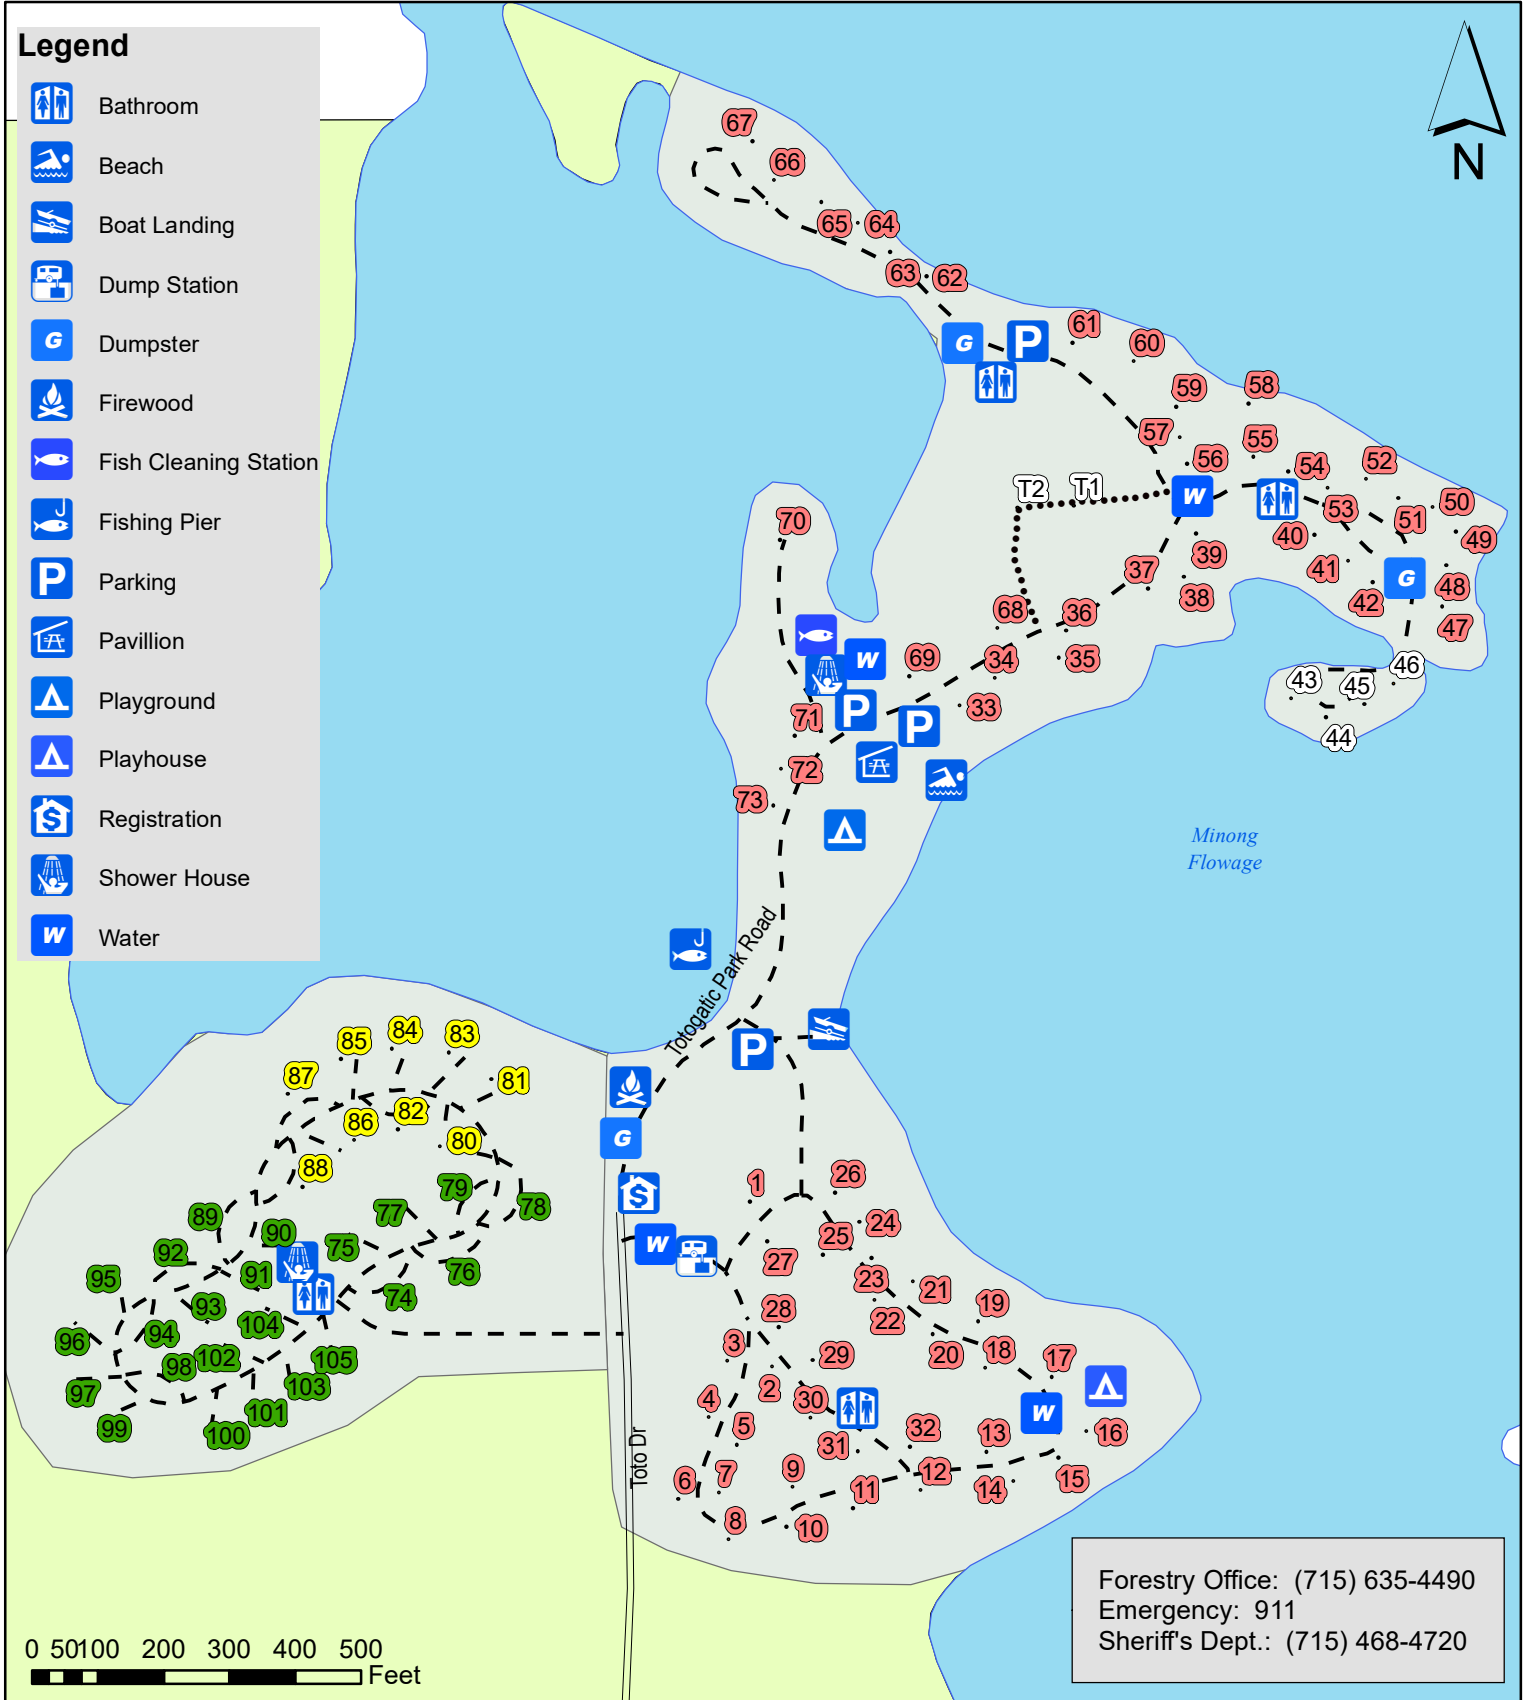 Legend
Bathroom
Beach
Boat Landing
Dump Station
G Dumpster
Firewood
Fish Cleaning Station
Fishing Pier
P Parking
Pavillion
Playground
Playhouse
$ Registration
Shower House
W Water
N
67
66
65 64
63 62
61
G P
60
59 58
57 55
56 54 52
T2 T1 W
53 50
51
40 49
39
41 G
37 48
38 42
68 36 47
W 69 34 35 46
43 45
33
71 P P
44
70
72
73
Minong
Flowage
Totogatic Park Road
P
85 84 83
87 81
86 82
80
88
79
77 78
89
90 75
92
91 76
95
93 74
104
96 94
98 102 105
97 103
101
99 100
G
$
W
1 26
25 24
27
23 21
28 22 19
3 29 20 18 17
2
4 30 W
5 32 13 16
31
6 7 9 12 15
11 14
8 10
Toto Dr
0 50 100 200 300 400 500
Feet
Forestry Office: (715) 635-4490
Emergency: 911
Sheriff's Dept.: (715) 468-4720